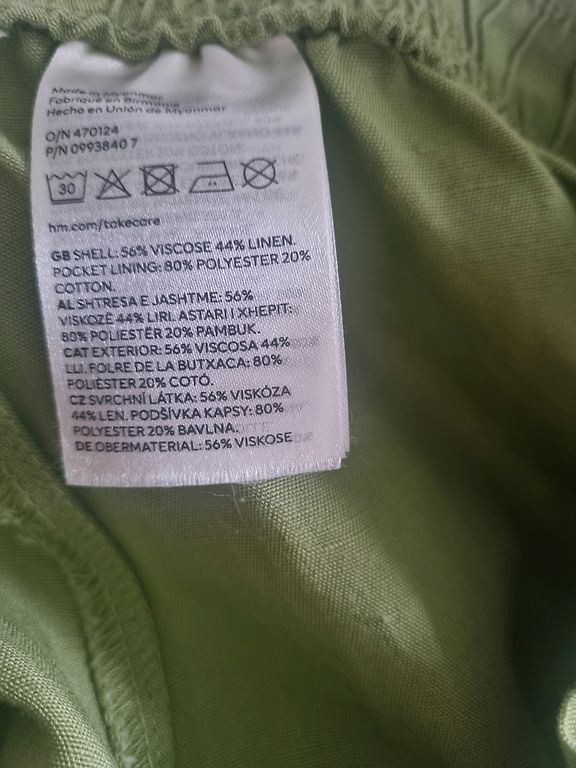 Made in Myanmar
Fabriqué en Birmanie
Hecho en Unión de Myanmar
O/N 470124
P/N 0993840 7
30
hm.com/takecare
GB SHELL: 56% VISCOSE 44% LINEN.
POCKET LINING: 80% POLYESTER 20%
COTTON.
AL SHTRESA E JASHTME: 56%
VISKOZË 44% LIRI. ASTARI I XHEPIT:
80% POLIESTËR 20% PAMBUK.
CAT EXTERIOR: 56% VISCOSA 44%
LLI. FOLRE DE LA BUTXACA: 80%
POLIÈSTER 20% COTÓ.
CZ SVRCHNÍ LÁTKA: 56% VISKÓZA
44% LEN. PODŠÍVKA KAPSY: 80%
POLYESTER 20% BAVLNA.
DE OBERMATERIAL: 56% VISKOSE